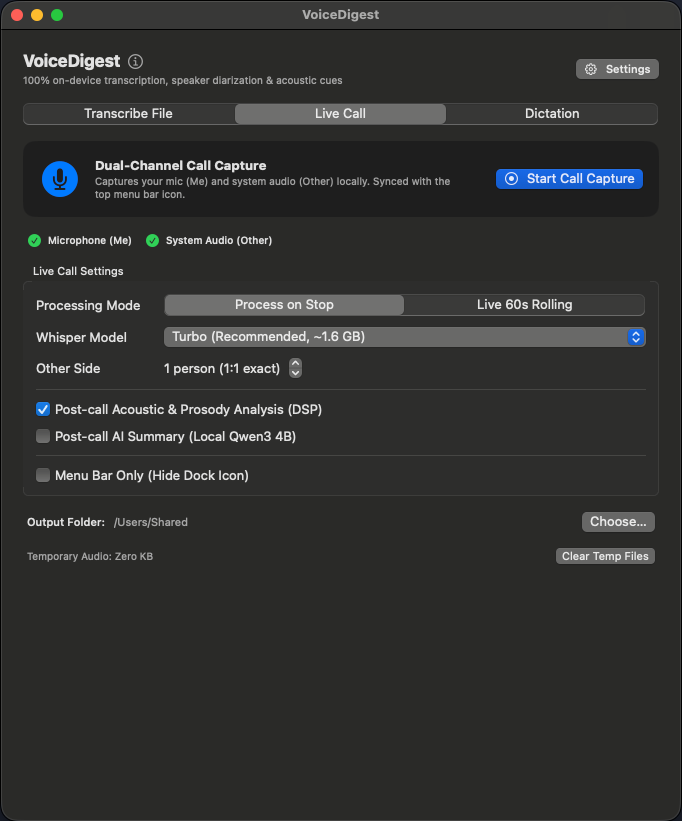 VoiceDigest
VoiceDigest
100% on-device transcription, speaker diarization & acoustic cues
Settings
Transcribe File
Live Call
Dictation
Dual-Channel Call Capture
Captures your mic (Me) and system audio (Other) locally. Synced with the
top menu bar icon.
Start Call Capture
Microphone (Me)
System Audio (Other)
Live Call Settings
Processing Mode
Process on Stop
Live 60s Rolling
Whisper Model
Turbo (Recommended, ~1.6 GB)
Other Side
1 person (1:1 exact)
Post-call Acoustic & Prosody Analysis (DSP)
Post-call AI Summary (Local Qwen3 4B)
Menu Bar Only (Hide Dock Icon)
Output Folder: /Users/Shared
Choose...
Temporary Audio: Zero KB
Clear Temp Files